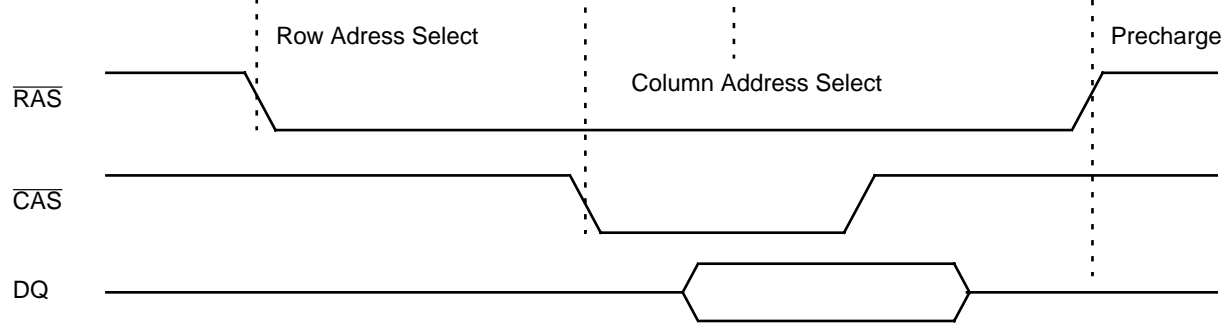 Row Adress Select
Precharge
Column Address Select
RAS
CAS
DQ